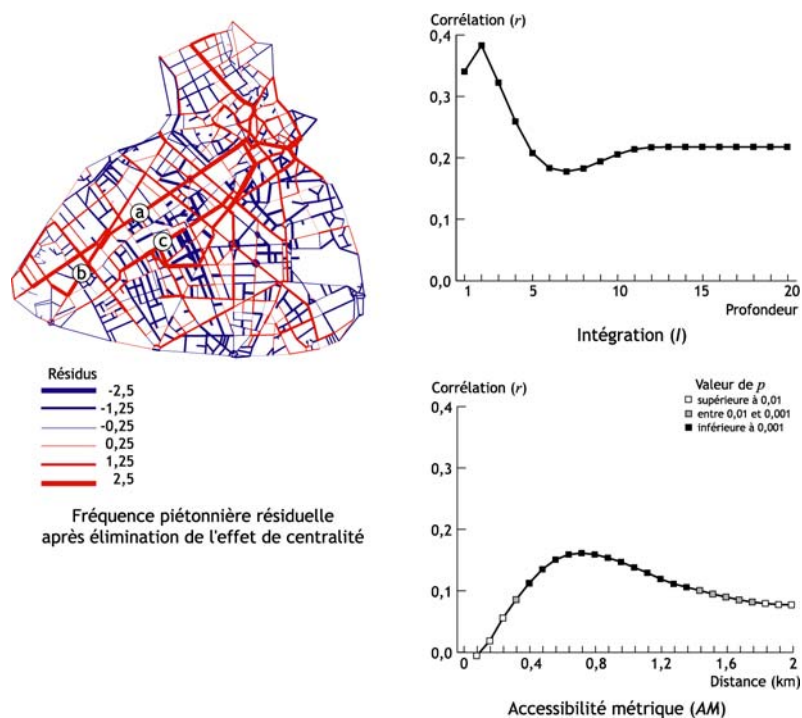 a
c
b
Résidus
-2,5
-1,25
-0,25
0,25
1,25
2,5
Fréquence piétonnière résiduelle
après élimination de l'effet de centralité
Corrélation (r)
0,4
0,3
0,2
0,1
0,0
1 5 10 15 20
Profondeur
Intégration (I)
Corrélation (r)
Valeur de p
supérieure à 0,01
entre 0,01 et 0,001
inférieure à 0,001
0,4
0,3
0,2
0,1
0,0
0 0,4 0,8 1,2 1,6 2
Distance (km)
Accessibilité métrique (AM)